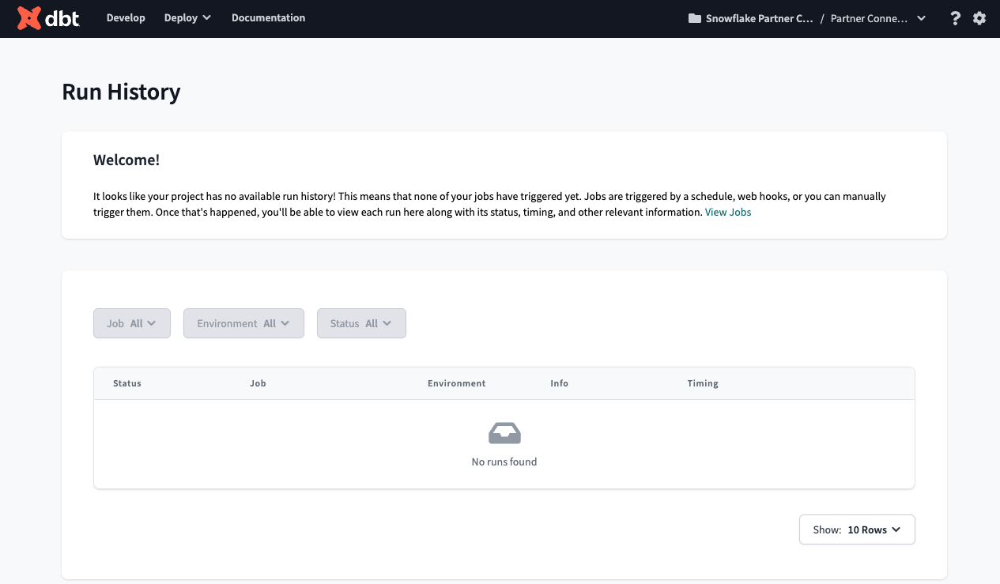 dbt Develop Deploy Documentation Snowflake Partner C... / Partner Conne... ?
Run History
Welcome!
It looks like your project has no available run history! This means that none of your jobs have triggered yet. Jobs are triggered by a schedule, web hooks, or you can manually
trigger them. Once that's happened, you'll be able to view each run here along with its status, timing, and other relevant information. View Jobs
Job All Environment All Status All
Status Job Environment Info Timing
No runs found
Show: 10 Rows